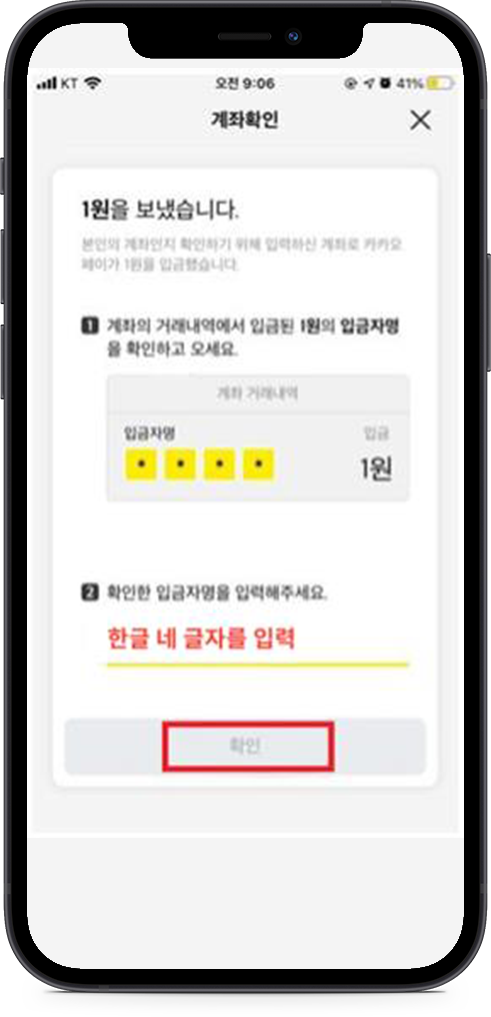 KT
오전 9:06
41%
계좌확인
1원을 보냈습니다.
본인의 계좌인지 확인하기 위해 입력하신 계좌로 카카오
페이가 1원을 입금했습니다.
1 계좌의 거래내역에서 입금된 1원의 입금자명
을 확인하고 오세요.
계좌 거래내역
입금자명 입금
* * * * 1원
2 확인한 입금자명을 입력해주세요.
한글 네 글자를 입력
확인